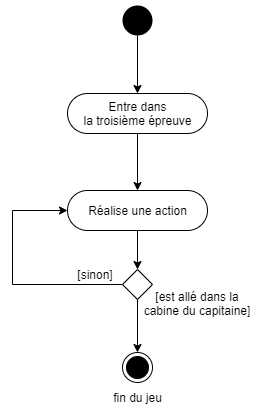 Entre dans
la troisième épreuve
Réalise une action
[sinon]
[est allé dans la
cabine du capitaine]
fin du jeu